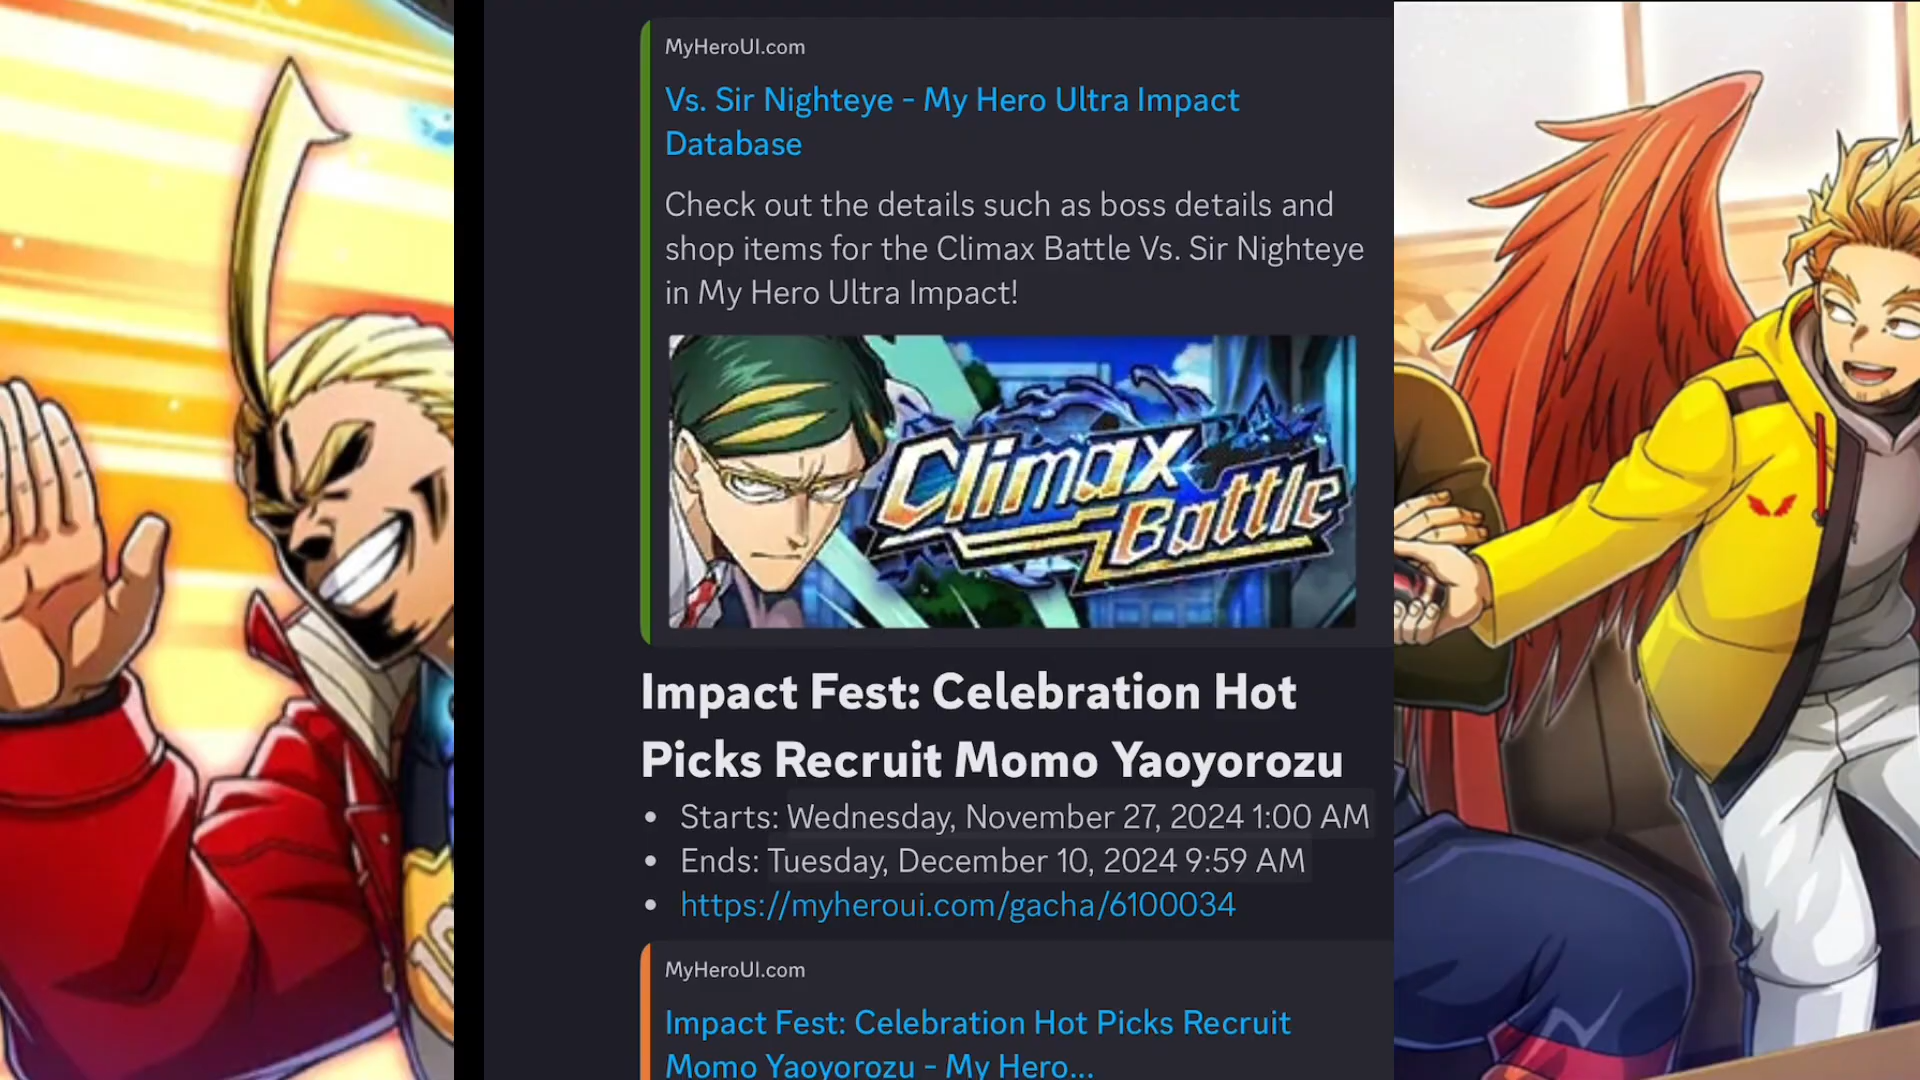 MyHeroUI.com
Vs. Sir Nighteye - My Hero Ultra Impact
Database
Check out the details such as boss details and
shop items for the Climax Battle Vs. Sir Nighteye
in My Hero Ultra Impact!
Climax
Battle
Impact Fest: Celebration Hot
Picks Recruit Momo Yaoyorozu
• Starts: Wednesday, November 27, 2024 1:00 AM
• Ends: Tuesday, December 10, 2024 9:59 AM
• https://myheroui.com/gacha/6100034
MyHeroUI.com
Impact Fest: Celebration Hot Picks Recruit
Momo Yaoyorozu - My Hero...